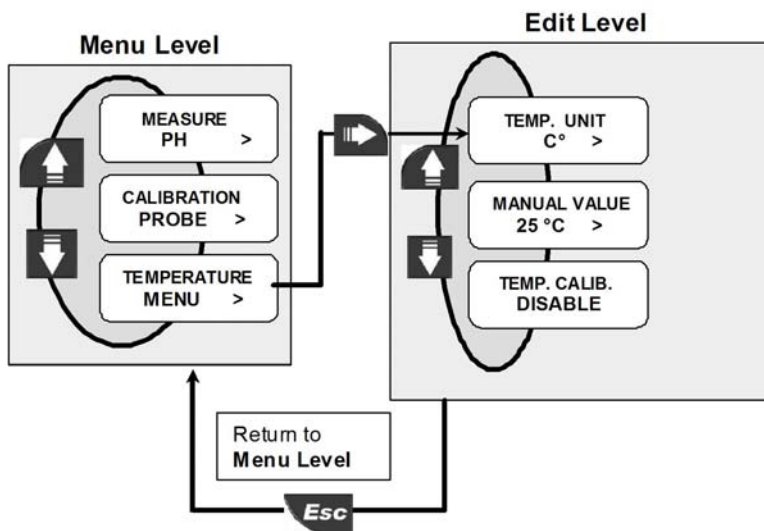 Menu Level
MEASURE
PH >
CALIBRATION
PROBE >
TEMPERATURE
MENU >
Edit Level
TEMP. UNIT
C° >
MANUAL VALUE
25 °C >
TEMP. CALIB.
DISABLE
Return to
Menu Level
Esc